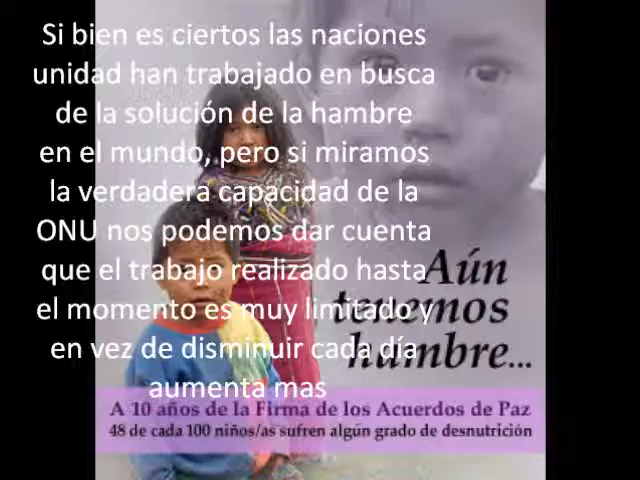 Si bien es ciertos las naciones
unidad han trabajado en busca
de la solución de la hambre
en el mundo, pero si miramos
la verdadera capacidad de la
ONU nos podemos dar cuenta
que el trabajo realizado hasta
el momento es muy limitado y
en vez de disminuir cada día
aumenta mas
Aún
tenemos
hambre...
A 10 años de la Firma de los Acuerdos de Paz
48 de cada 100 niños/as sufren algún grado de desnutrición